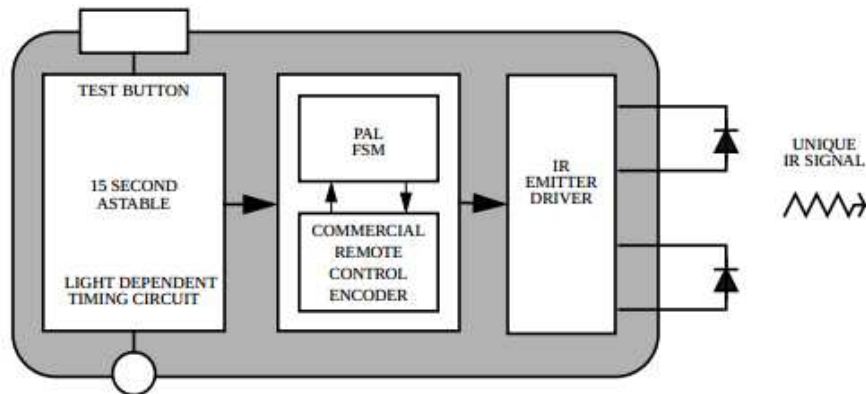 TEST BUTTON
15 SECOND
ASTABLE
LIGHT DEPENDENT
TIMING CIRCUIT
PAL
FSM
COMMERCIAL
REMOTE
CONTROL
ENCODER
IR
EMITTER
DRIVER
UNIQUE
IR SIGNAL